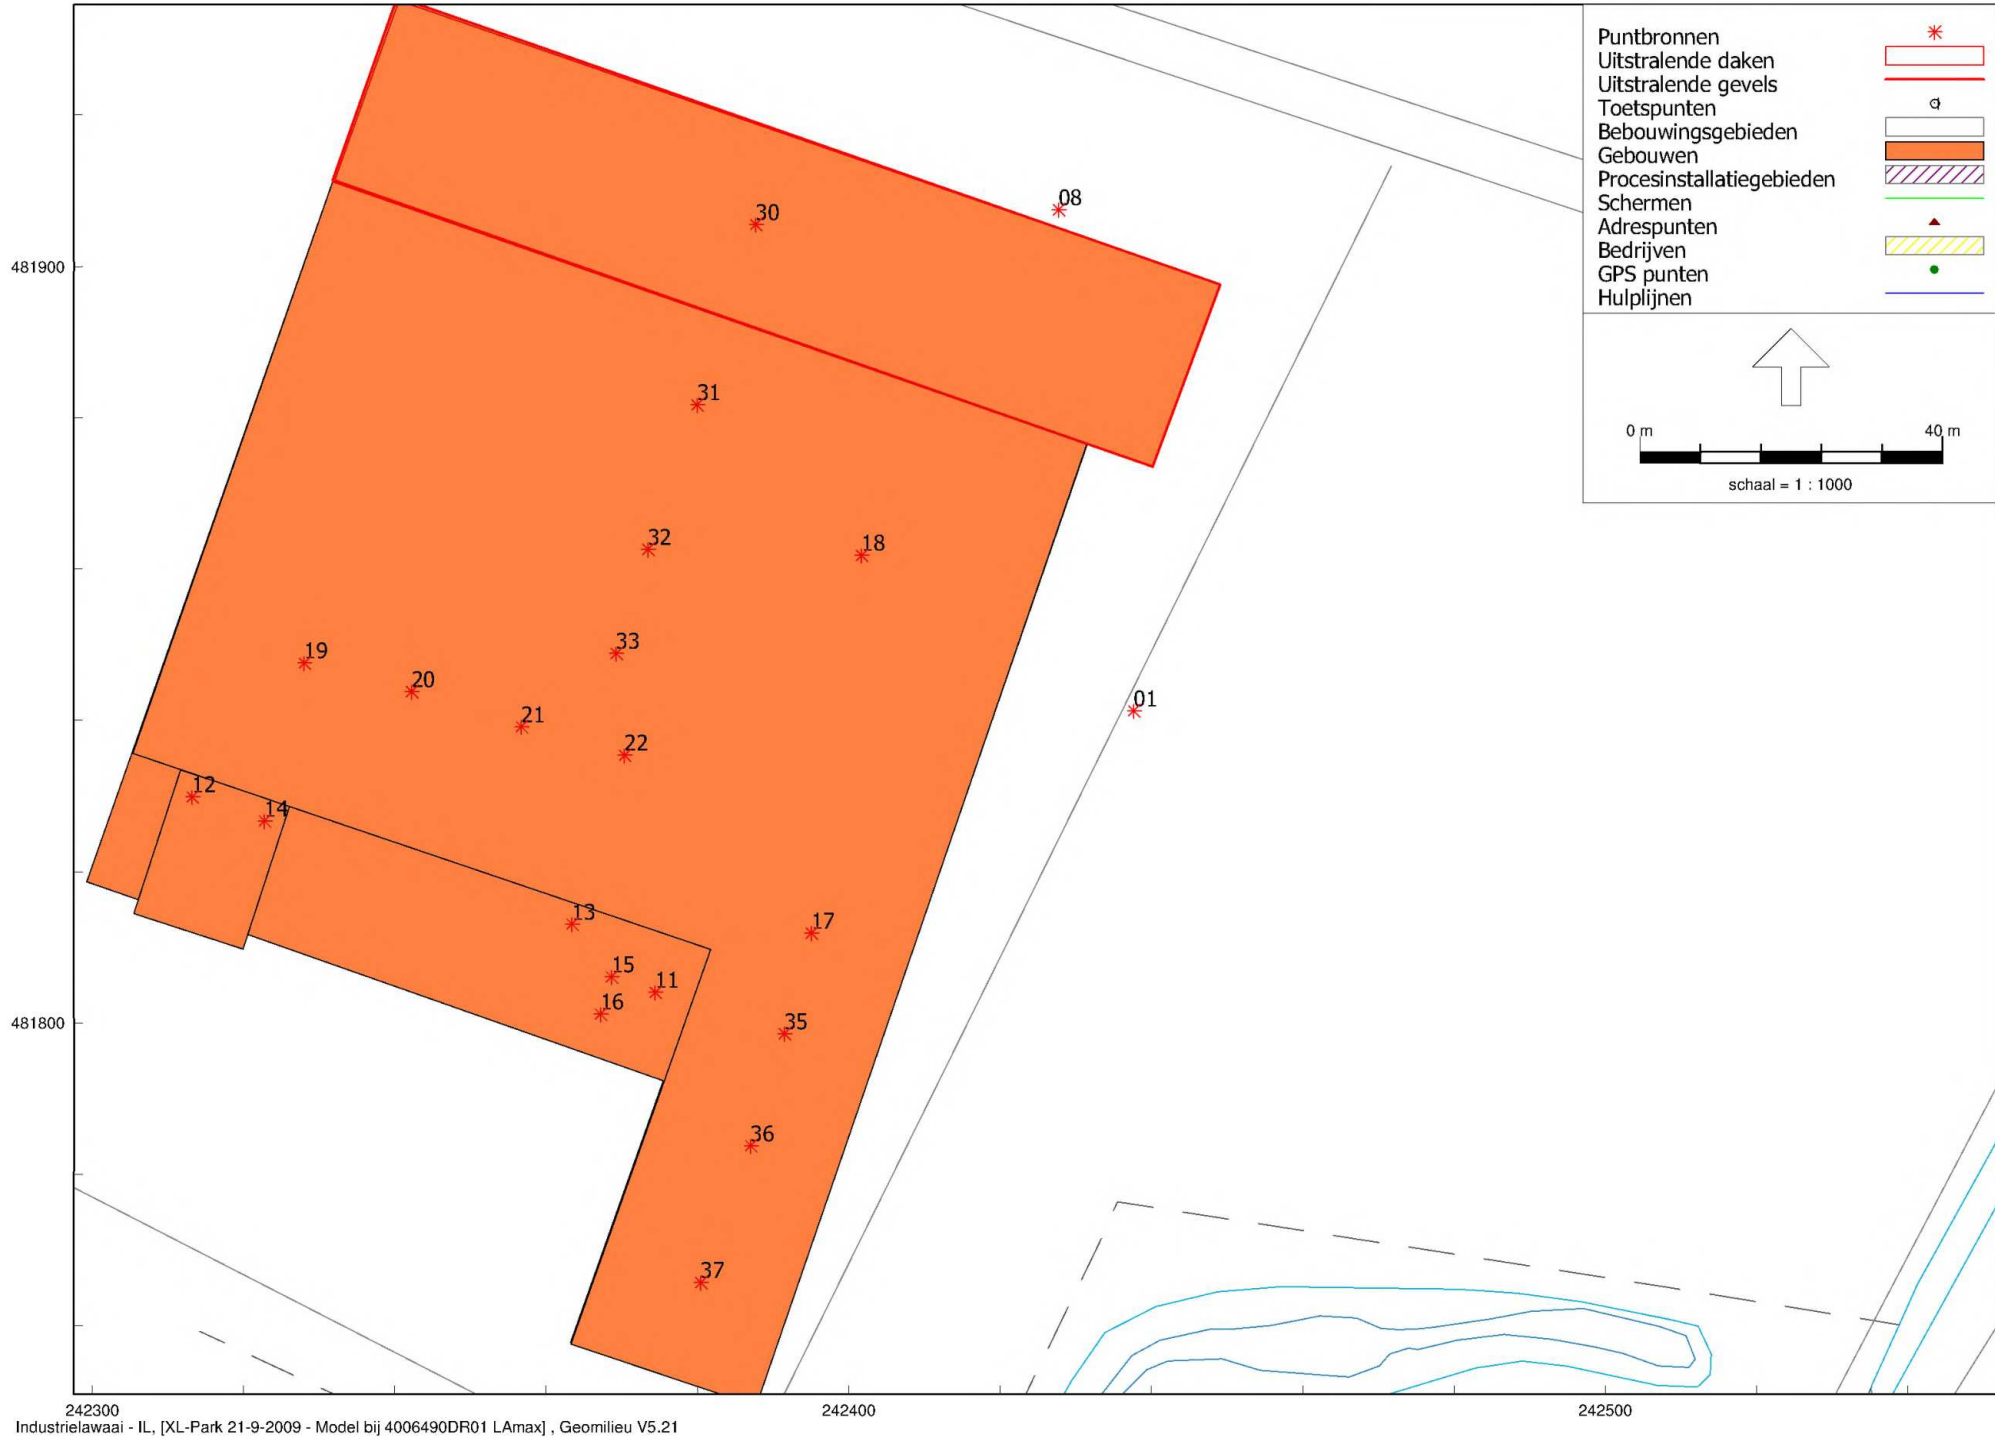 Puntbronnen
Uitstralende daken
Uitstralende gevels
Toetspunten
Bebouwingsgebieden
Gebouwen
Procesinstallatiegebieden
Schermen
Adrespunten
Bedrijven
GPS punten
Hulplijnen
0 m 40 m
schaal = 1 : 1000
08
30
481900
31
32
18
33
19
20
01
21
22
12
14
13
17
15
11
16
481800
35
36
37
242300 242400 242500
Industrielawaai - IL, [XL-Park 21-9-2009 - Model bij 4006490DR01 LAmax] , Geomilieu V5.21